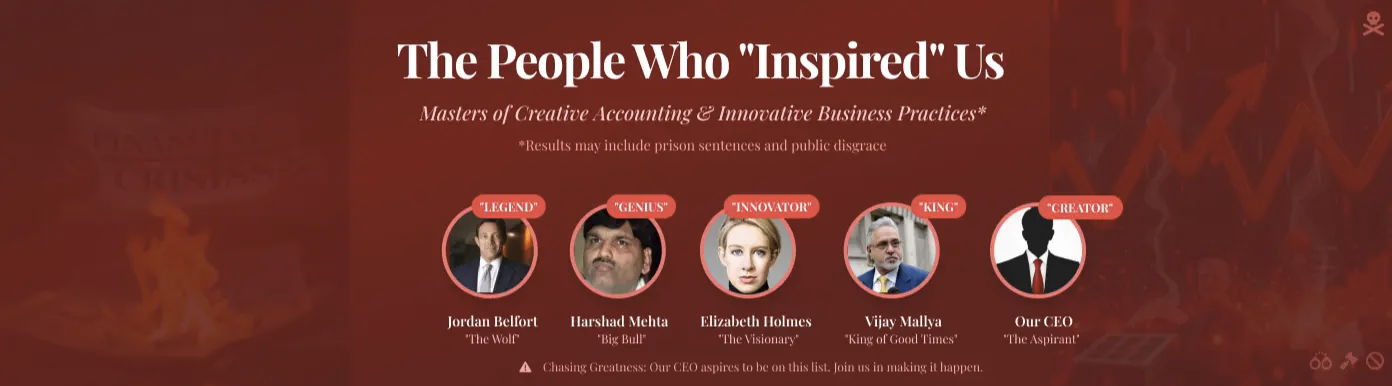 The People Who "Inspired" Us
Masters of Creative Accounting & Innovative Business Practices*
*Results may include prison sentences and public disgrace
"LEGEND" "GENIUS" "INNOVATOR" "KING" "CREATOR"
Jordan Belfort Harshad Mehta Elizabeth Holmes Vijay Mallya Our CEO
"The Wolf" "Big Bull" "The Visionary" "King of Good Times" "The Aspirant"
Chasing Greatness: Our CEO aspires to be on this list. Join us in making it happen.
FINANCIAL
CRISIS